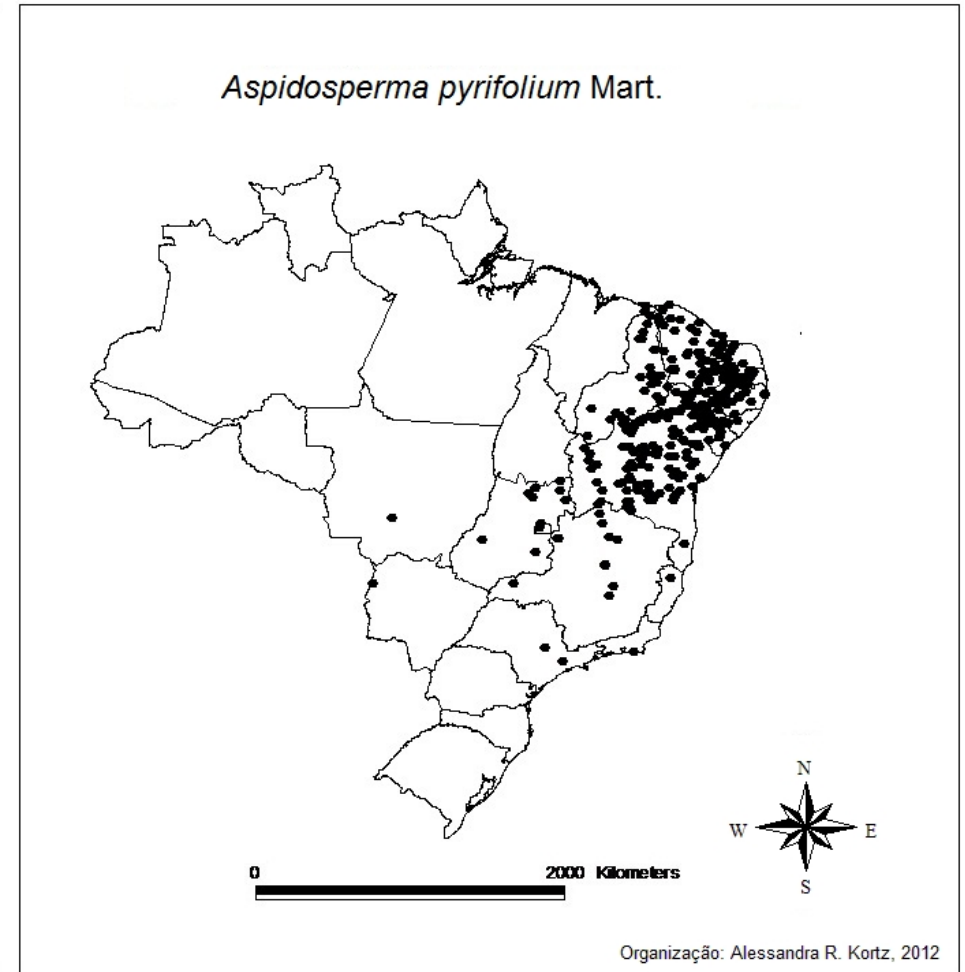 Aspidosperma pyrifolium Mart.
N
W E
S
0 2000 Kilometers
Organização: Alessandra R. Kortz, 2012